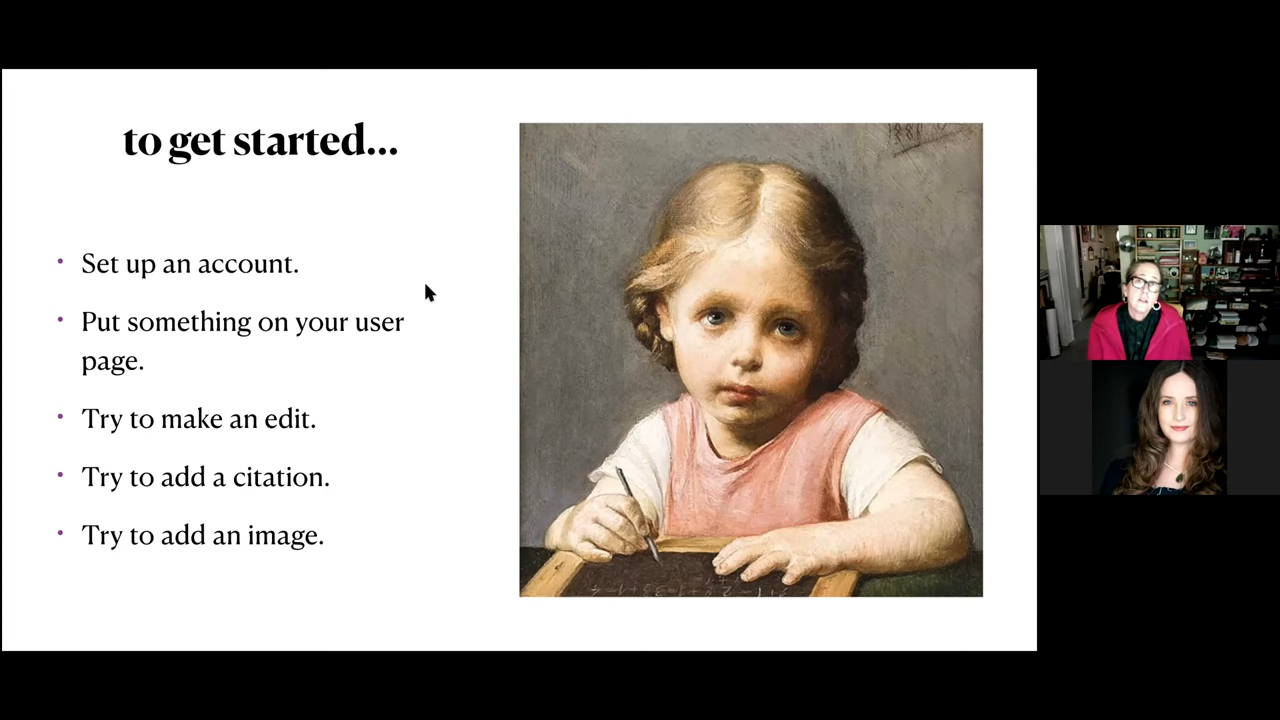 to get started...
Set up an account.
Put something on your user
page.
Try to make an edit.
Try to add a citation.
Try to add an image.